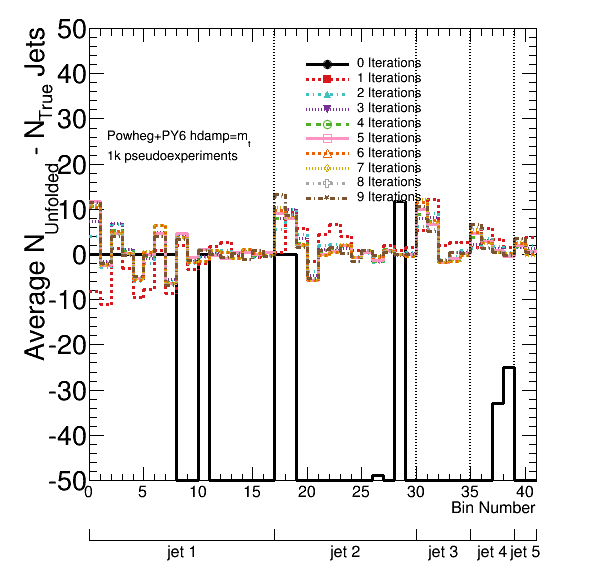 Average N_Unfolded - N_True Jets
50
40
30
20
10
0
-10
-20
-30
-40
-50
Powheg+PY6 hdamp=m_t
1k pseudoexperiments
0 Iterations
1 Iterations
2 Iterations
3 Iterations
4 Iterations
5 Iterations
6 Iterations
7 Iterations
8 Iterations
9 Iterations
0 5 10 15 20 25 30 35 40
Bin Number
jet 1 jet 2 jet 3 jet 4 jet 5